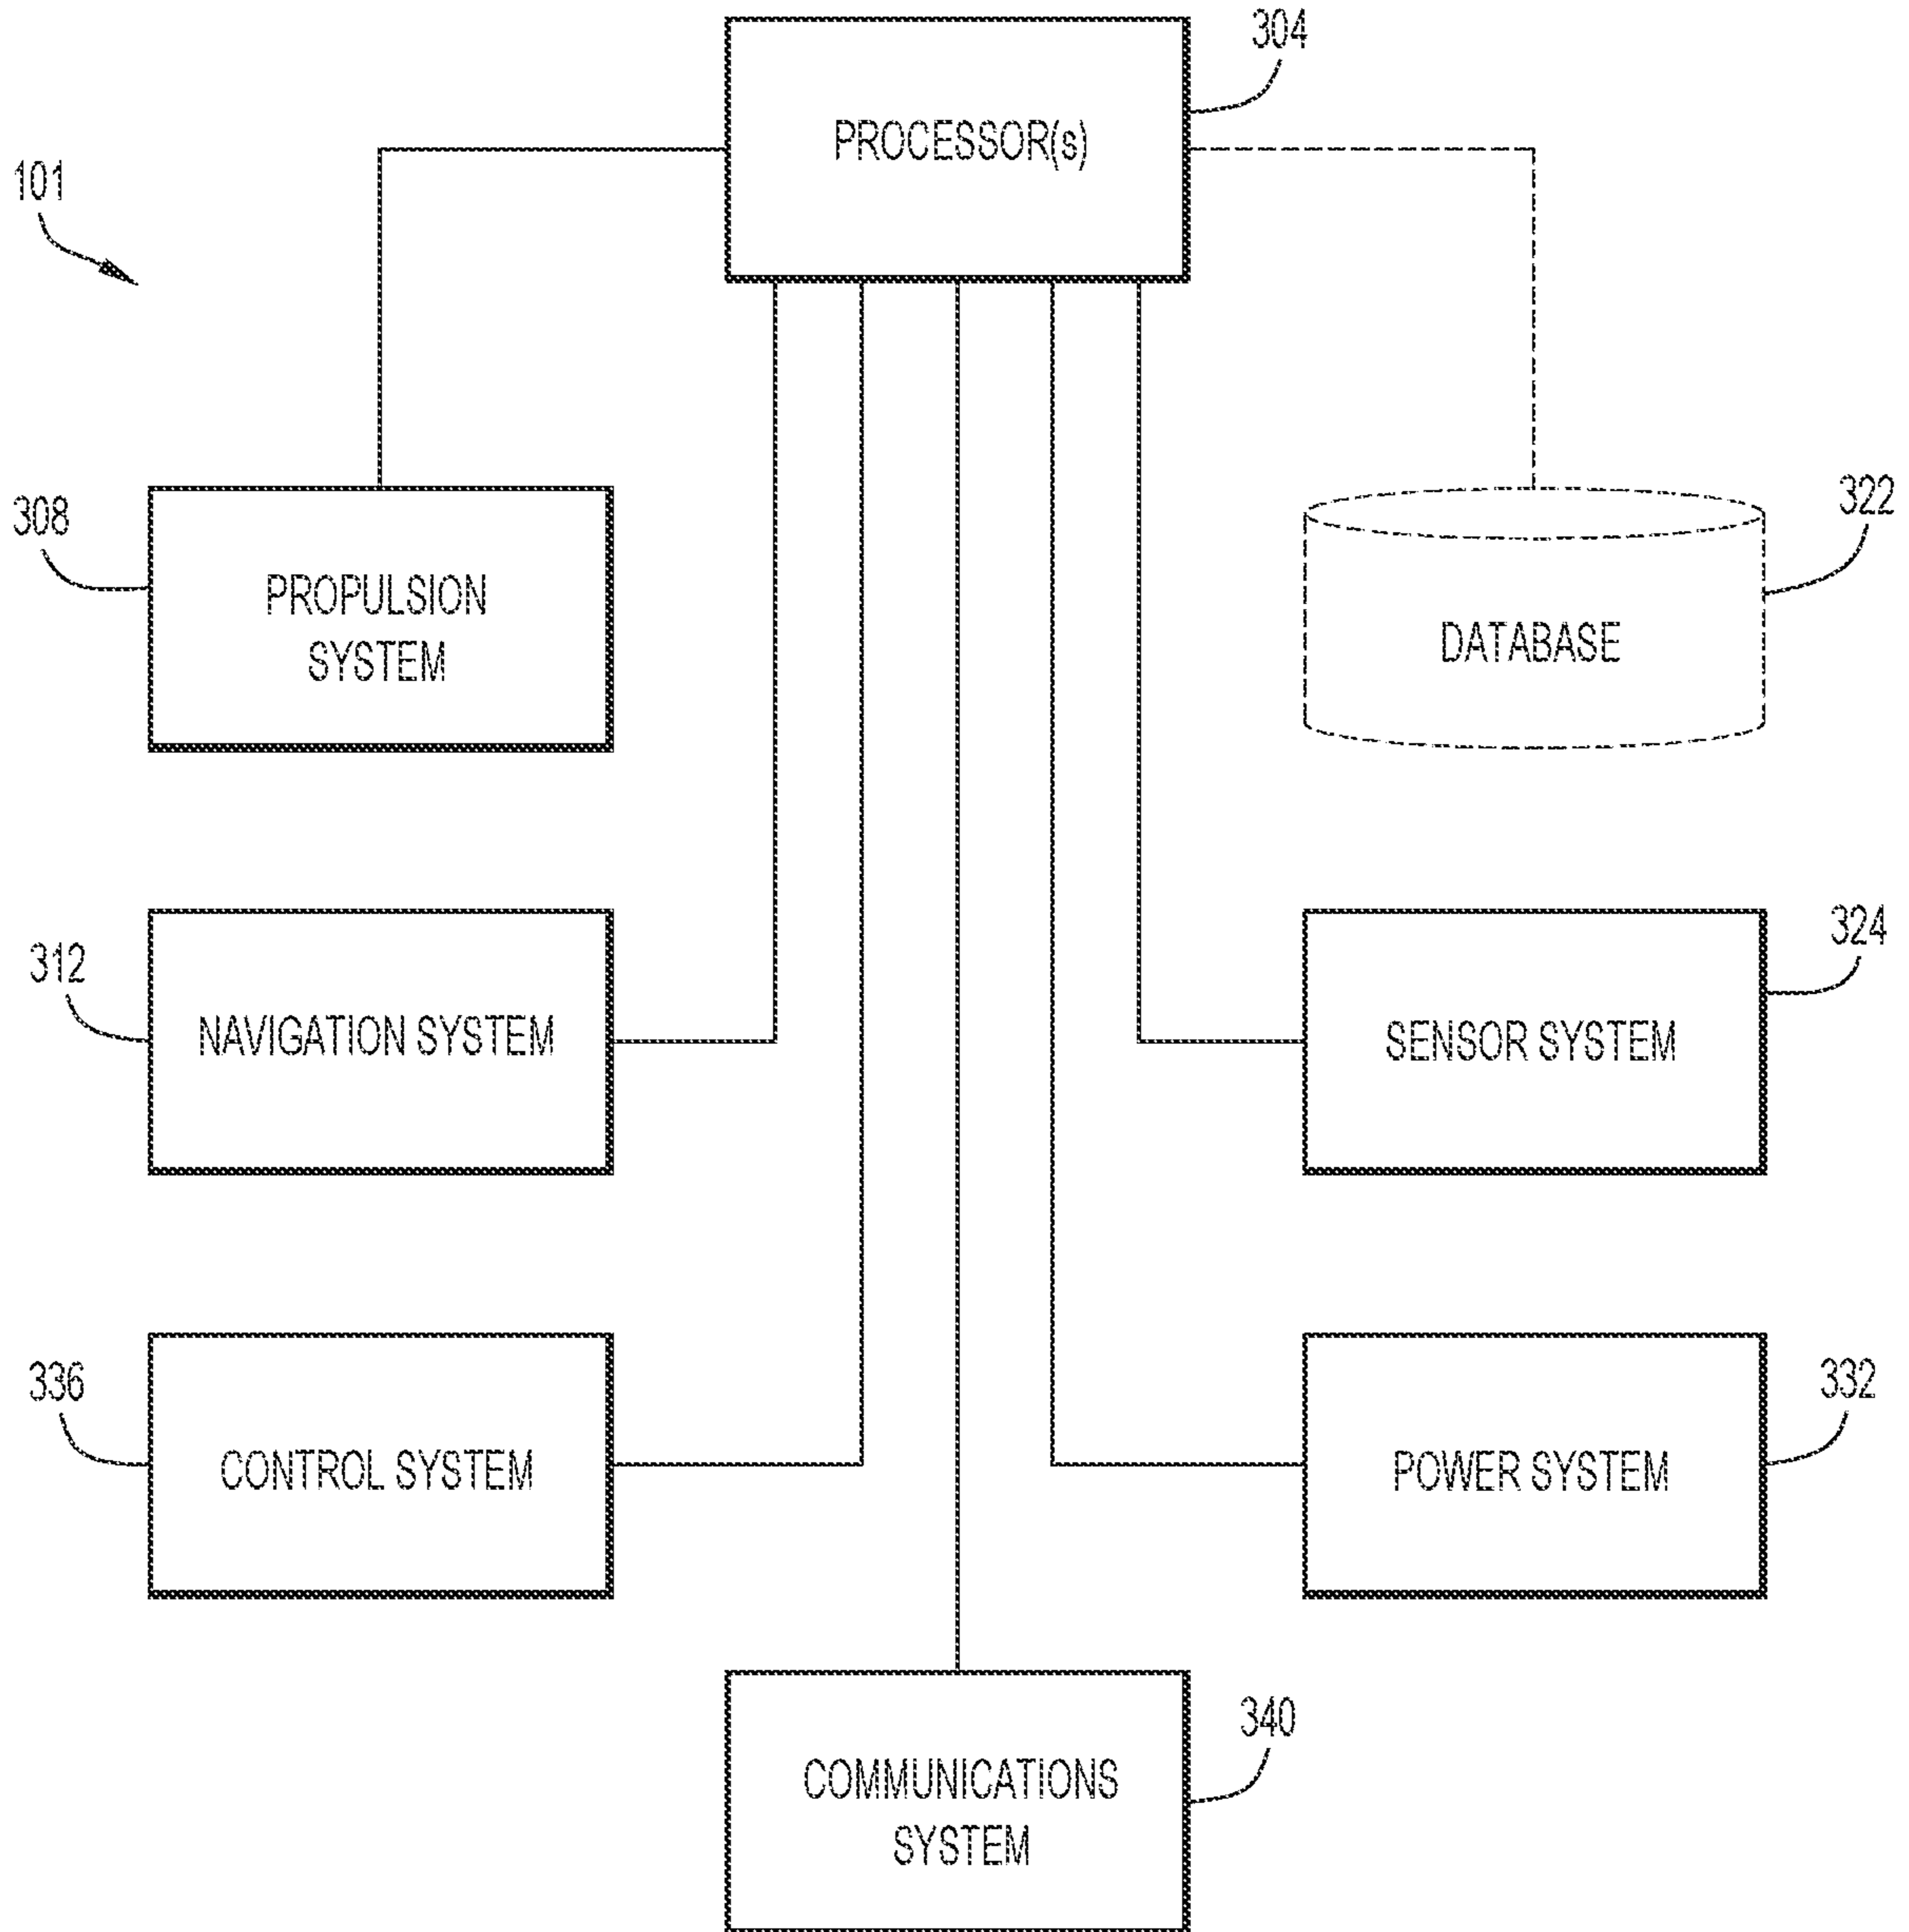 304
PROCESSOR(s)
101
308
PROPULSION
SYSTEM
322
DATABASE
312
NAVIGATION SYSTEM
324
SENSOR SYSTEM
336
CONTROL SYSTEM
332
POWER SYSTEM
340
COMMUNICATIONS
SYSTEM